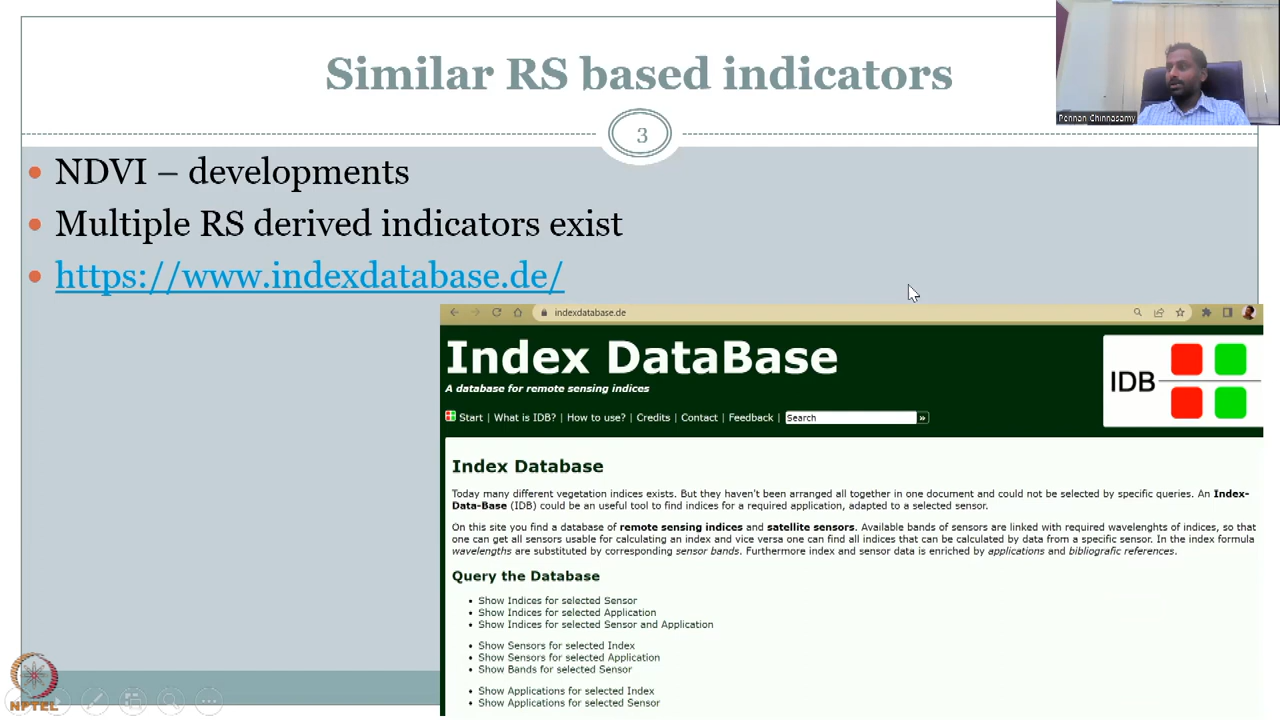 Similar RS based indicators
Pennan Chinnasamy
3
NDVI – developments
Multiple RS derived indicators exist
https://www.indexdatabase.de/
indexdatabase.de
Index DataBase
A database for remote sensing indices
IDB
Start | What is IDB? | How to use? | Credits | Contact | Feedback | Search »
Index Database
Today many different vegetation indices exists. But they haven't been arranged all together in one document and could not be selected by specific queries. An Index-
Data-Base (IDB) could be an useful tool to find indices for a required application, adapted to a selected sensor.
On this site you find a database of remote sensing indices and satellite sensors. Available bands of sensors are linked with required wavelenghts of indices, so that
one can get all sensors usable for calculating an index and vice versa one can find all indices that can be calculated by data from a specific sensor. In the index formula
wavelengths are substituted by corresponding sensor bands. Furthermore index and sensor data is enriched by applications and bibliografic references.
Query the Database
Show Indices for selected Sensor
Show Indices for selected Application
Show Indices for selected Sensor and Application
Show Sensors for selected Index
Show Sensors for selected Application
Show Bands for selected Sensor
Show Applications for selected Index
Show Applications for selected Sensor
NPTEL